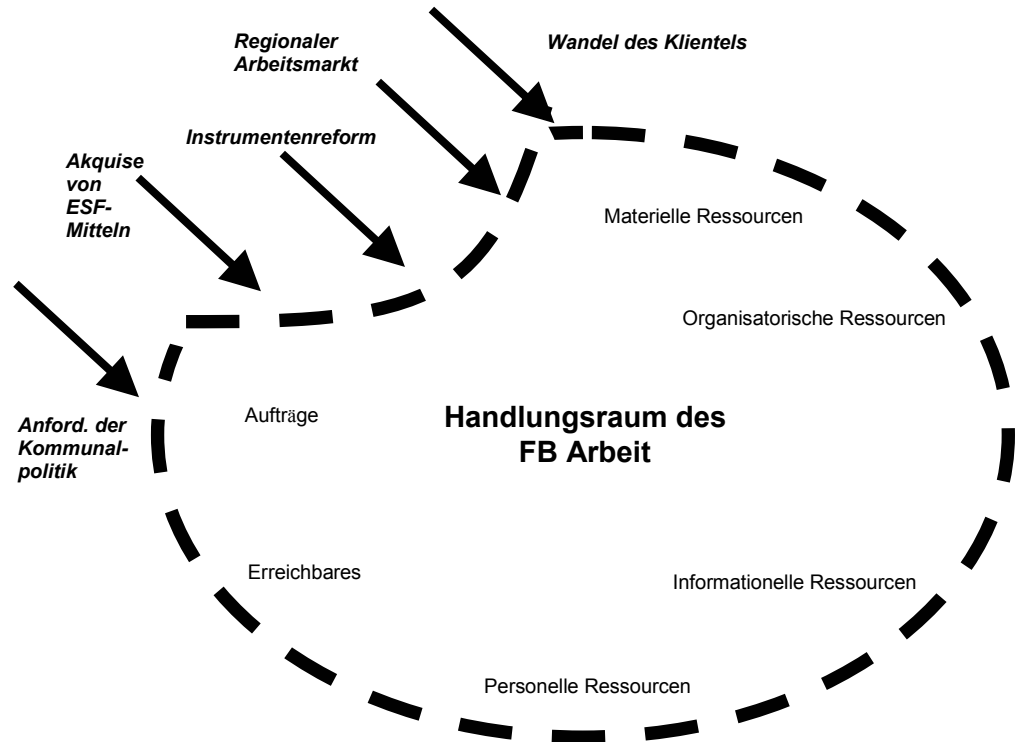 Regionaler
Arbeitsmarkt
Wandel des Klientels
Instrumentenreform
Akquise
von
ESF-
Mitteln
Materielle Ressourcen
Organisatorische Ressourcen
Anford. der
Kommunal-
politik
Aufträge
Handlungsraum des
FB Arbeit
Erreichbares
Informationelle Ressourcen
Personelle Ressourcen